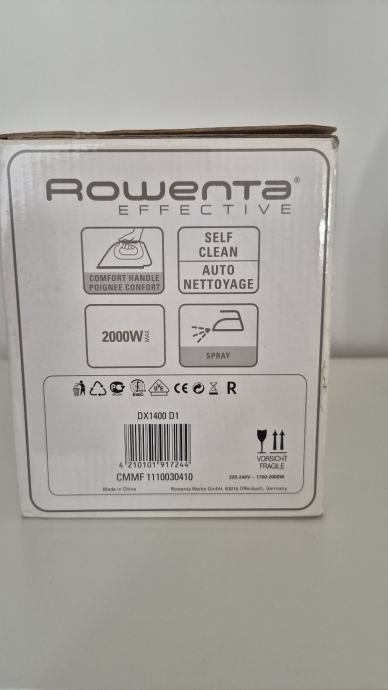 Rowenta®
EFFECTIVE
COMFORT HANDLE
POIGNEE CONFORT
SELF
CLEAN
AUTO
NETTOYAGE
2000W MAX
SPRAY
R
DX1400 D1
4 210101 917244
CMMF 1110030410
VORSICHT
FRAGILE
220-240V ~ 1700-2000W
Made in China
Rowenta Werke GmbH, 63016 Offenbach, Germany